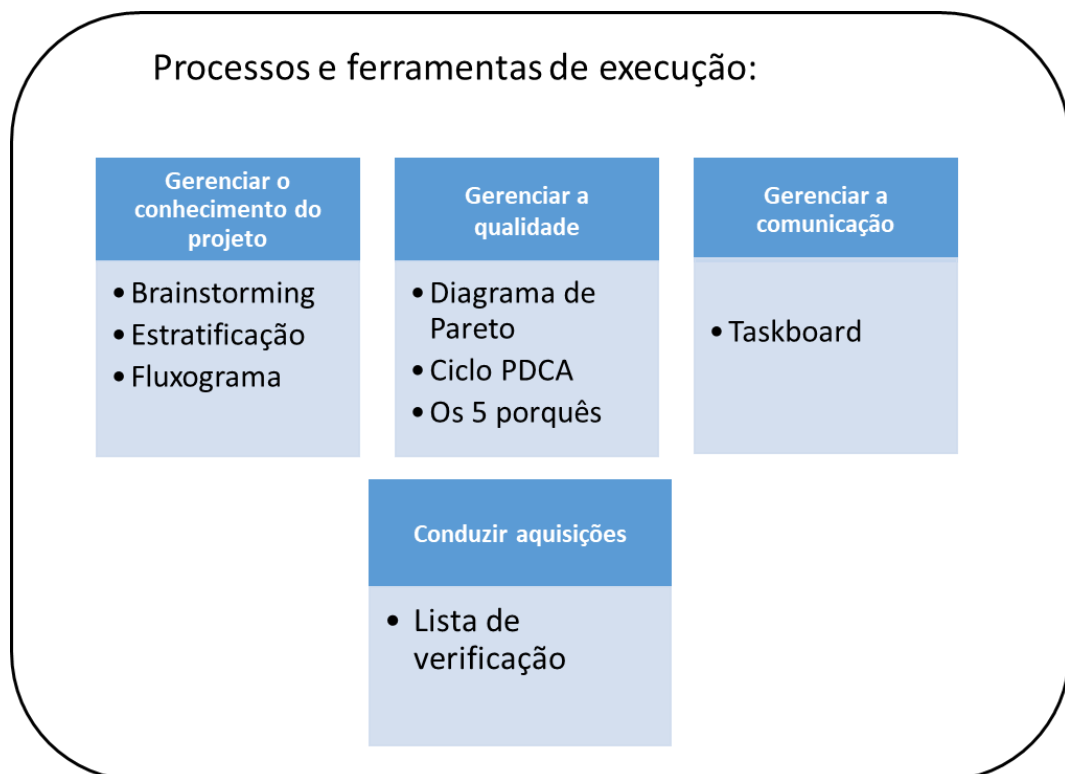 Processos e ferramentas de execução:
Gerenciar o
conhecimento do
projeto
• Brainstorming
• Estratificação
• Fluxograma
Gerenciar a
qualidade
• Diagrama de
Pareto
• Ciclo PDCA
• Os 5 porquês
Gerenciar a
comunicação
• Taskboard
Conduzir aquisições
• Lista de
verificação